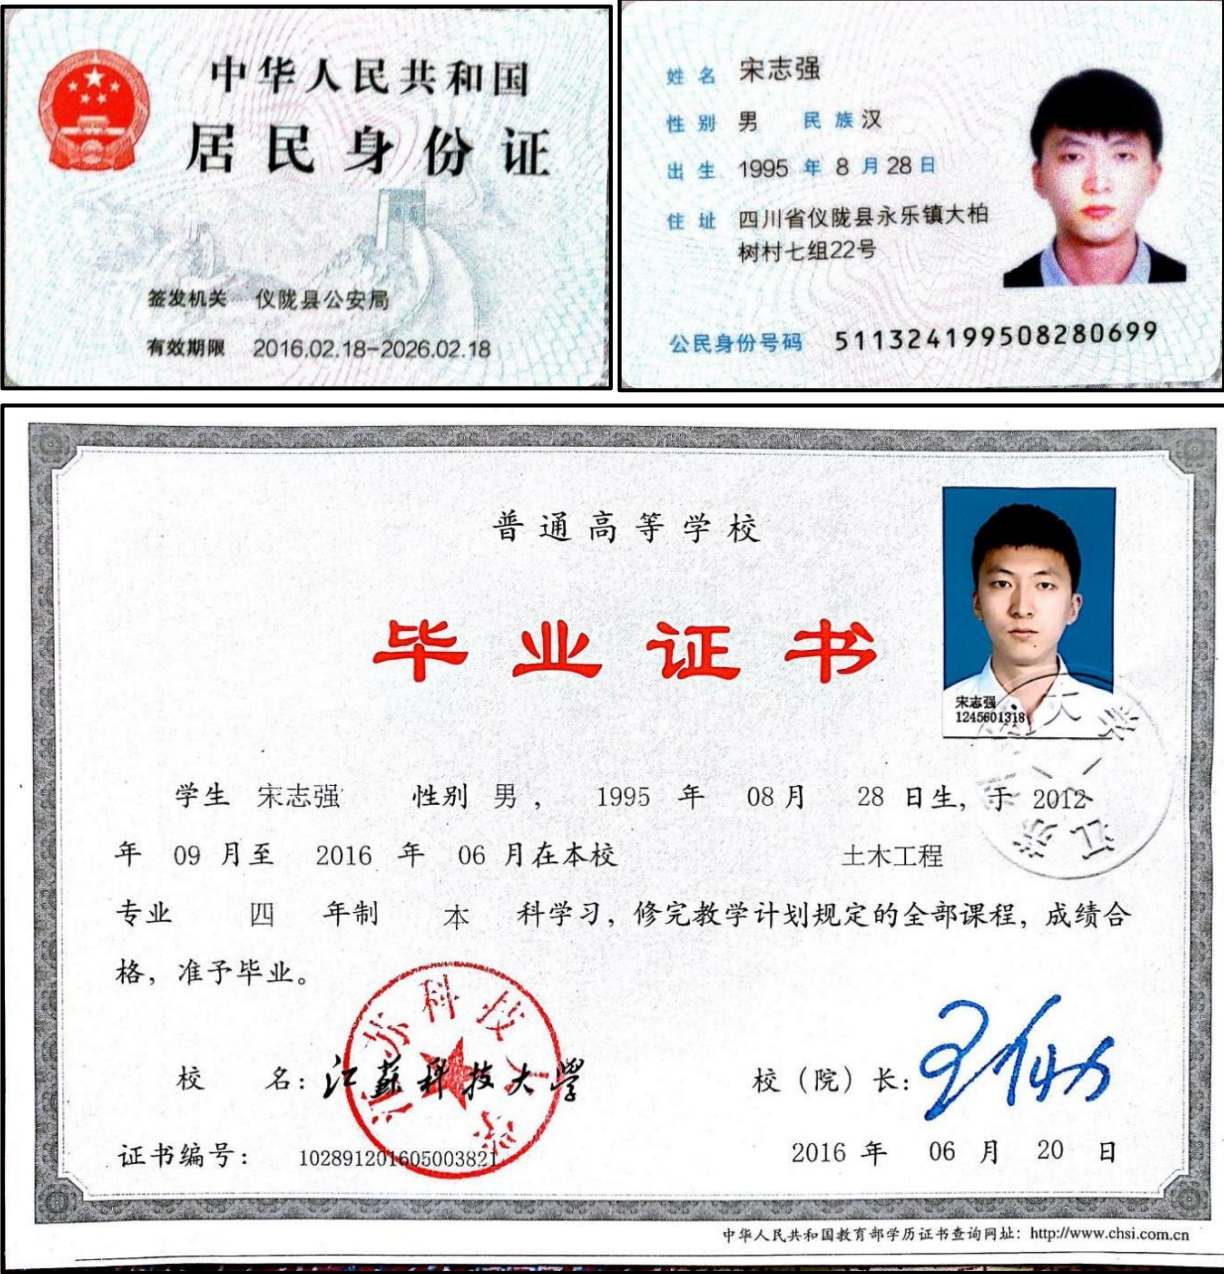 中华人民共和国
居民身份证
签发机关 仪陇县公安局
有效期限 2016.02.18-2026.02.18
姓名 宋志强
性别 男 民族 汉
出生 1995 年 8 月 28 日
住址 四川省仪陇县永乐镇大柏
树村七组22号
公民身份号码 511324199508280699
普通高等学校
毕业证书
宋志强
1245601318
学生 宋志强 性别 男， 1995 年 08 月 28 日生，于 2012
年 09 月至 2016 年 06 月在本校 土木工程
专业 四 年制 本 科学习，修完教学计划规定的全部课程，成绩合
格，准予毕业。
校 名：江蘇科技大学
江苏科技大学
校（院）长：
证书编号： 102891201605003821
2016 年 06 月 20 日
中华人民共和国教育部学历证书查询网址：http://www.chsi.com.cn